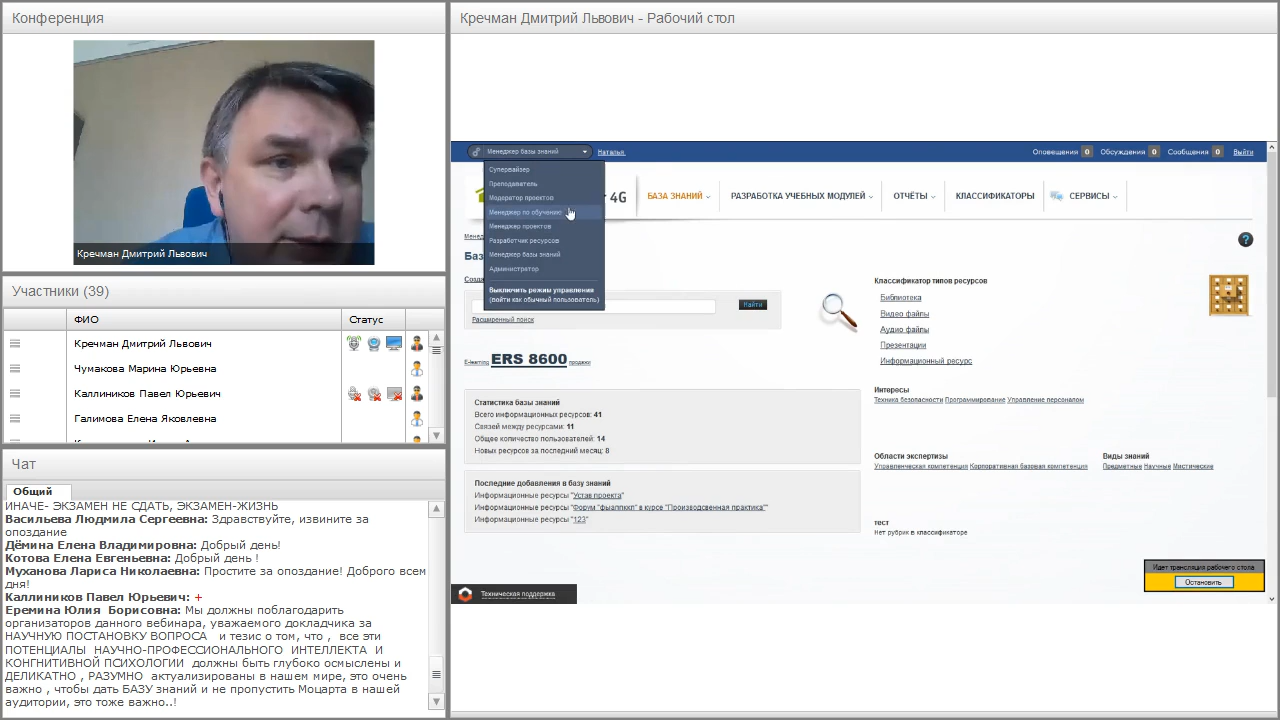 Конференция
Кречман Дмитрий Львович
Участники (39)
ФИО
Статус
Кречман Дмитрий Львович
Чумакова Марина Юрьевна
Каллиников Павел Юрьевич
Галимова Елена Яковлевна
Чат
Общий
ИНАЧЕ- ЭКЗАМЕН НЕ СДАТЬ, ЭКЗАМЕН-ЖИЗНЬ
Васильева Людмила Сергеевна: Здравствуйте, извините за
опоздание
Дёмина Елена Владимировна: Добрый день!
Котова Елена Евгеньевна: Добрый день !
Муханова Лариса Николаевна: Простите за опоздание! Доброго всем
дня!
Каллиников Павел Юрьевич: +
Еремина Юлия Борисовна: Мы должны поблагодарить
организаторов данного вебинара, уважаемого докладчика за
НАУЧНУЮ ПОСТАНОВКУ ВОПРОСА и тезис о том, что , все эти
ПОТЕНЦИАЛЫ НАУЧНО-ПРОФЕССИОНАЛЬНОГО ИНТЕЛЛЕКТА И
КОНГНИТИВНОЙ ПСИХОЛОГИИ должны быть глубоко осмыслены и
ДЕЛИКАТНО , РАЗУМНО актуализированы в нашем мире, это очень
важно , чтобы дать БАЗУ знаний и не пропустить Моцарта в нашей
аудитории, это тоже важно..
Кречман Дмитрий Львович - Рабочий стол
Менеджер базы знаний
Наталья
Оповещения 0 Обсуждения 0 Сообщения 0 Выйти
Супервайзер
Преподаватель
Модератор проектов
Менеджер по обучению
Менеджер проектов
Разработчик ресурсов
Менеджер базы знаний
Администратор
Выключить режим управления
(войти как обычный пользователь)
4G
БАЗА ЗНАНИЙ
РАЗРАБОТКА УЧЕБНЫХ МОДУЛЕЙ
ОТЧЁТЫ
КЛАССИФИКАТОРЫ
СЕРВИСЫ
?
Найти
Расширенный поиск
E-learning ERS 8600 продажи
Статистика базы знаний
Всего информационных ресурсов: 41
Связей между ресурсами: 11
Общее количество пользователей: 14
Новых ресурсов за последний месяц: 8
Последние добавления в базу знаний
Информационные ресурсы "Устав проекта"
Информационные ресурсы "Форум "фыаллкл" в курсе "Производсвенная практика""
Информационные ресурсы "123"
Классификатор типов ресурсов
Библиотека
Видео файлы
Аудио файлы
Презентации
Информационный ресурс
Интересы
Техника безопасности Программирование Управление персоналом
Области экспертизы
Управленческая компетенция Корпоративная базовая компетенция
Виды знаний
Предметные Научные Мистические
тест
Нет рубрик в классификаторе
Идет трансляция рабочего стола
Остановить
Техническая поддержка